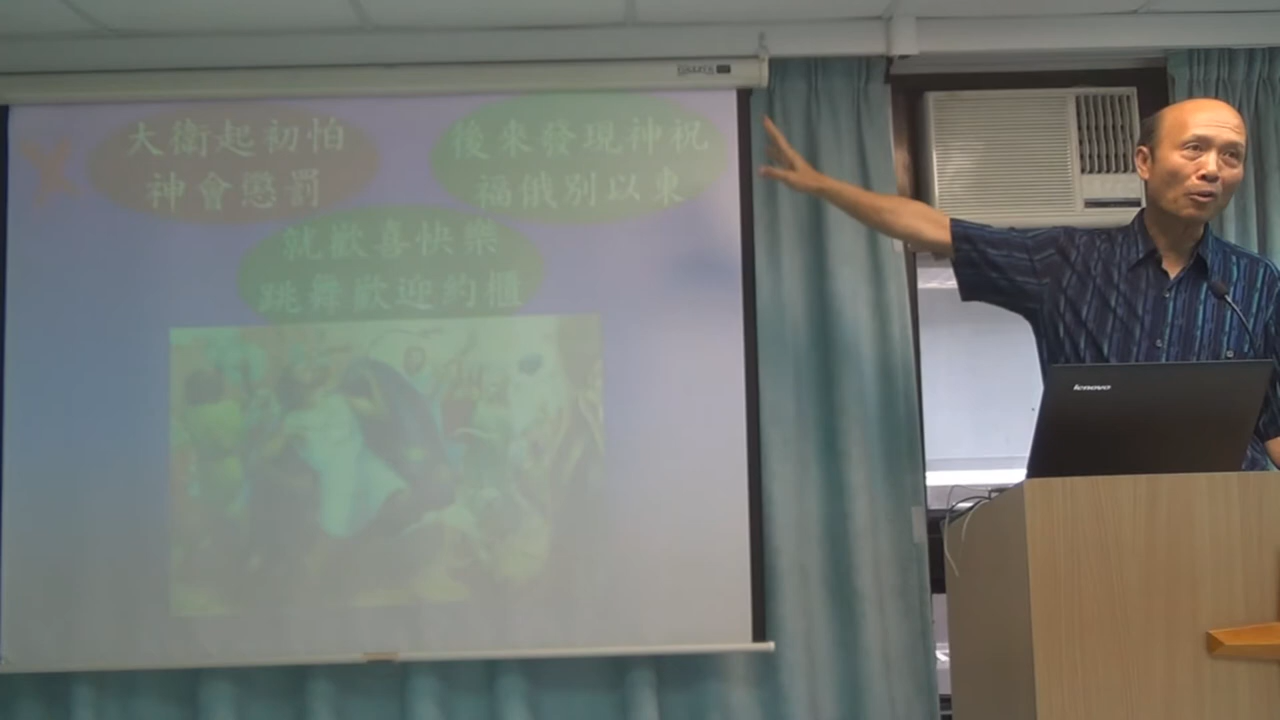 大衛起初怕
神會懲罰
後來發現神祝
福俄別以東
就歡喜快樂
跳舞歡迎約櫃
lenovo